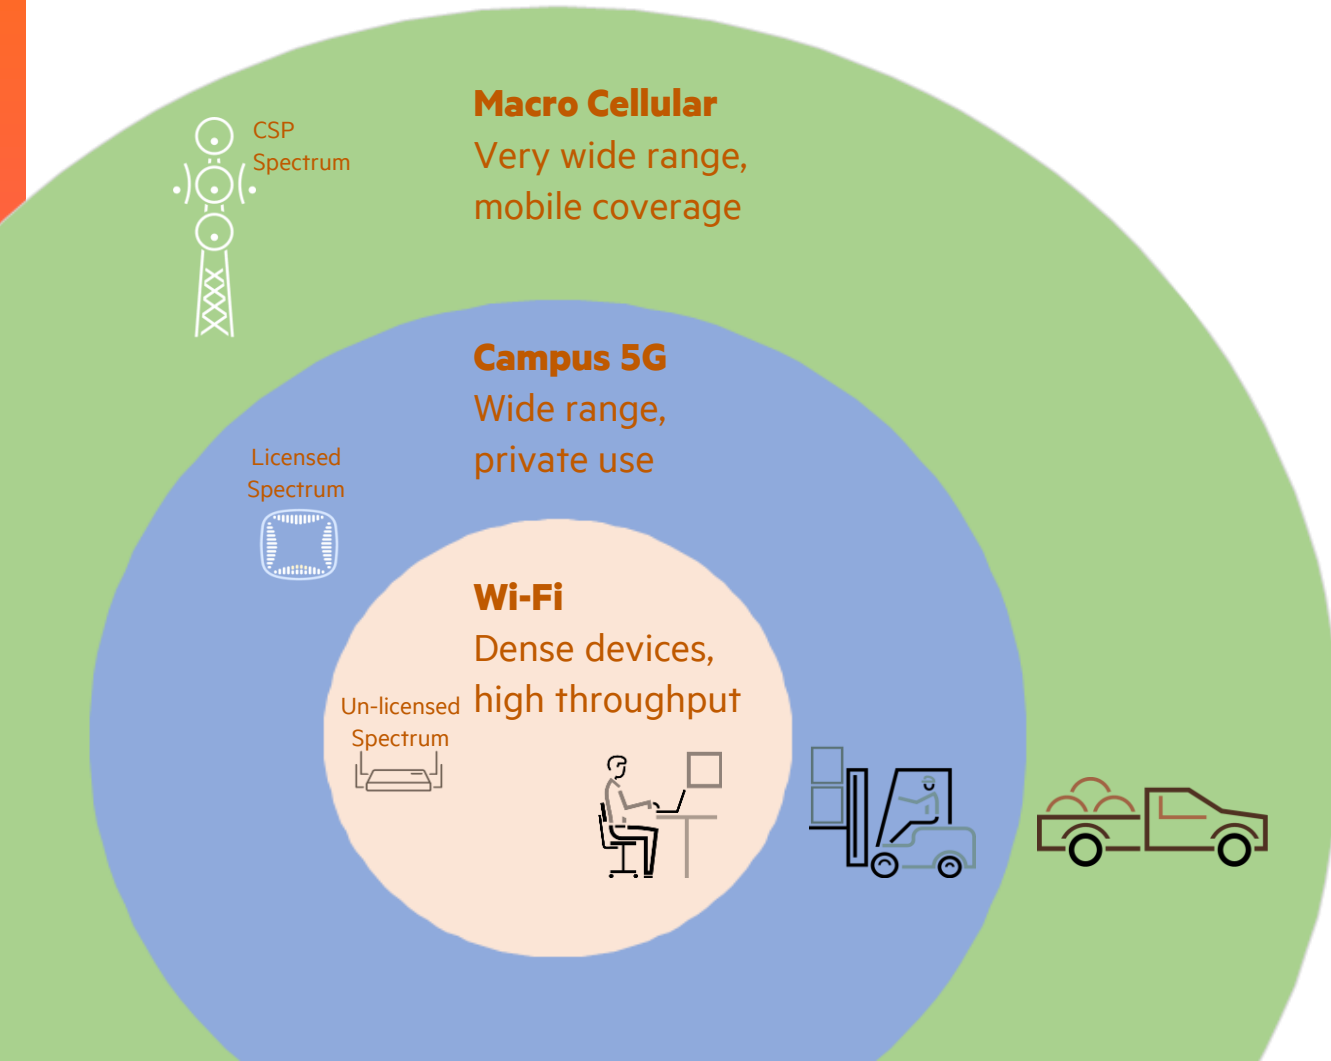 Macro Cellular
Very wide range,
mobile coverage
CSP
Spectrum
Campus 5G
Wide range,
private use
Licensed
Spectrum
Wi-Fi
Dense devices,
high throughput
Un-licensed
Spectrum